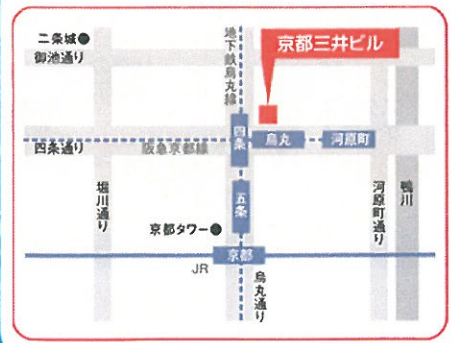 二条城
御池通り
地下鉄烏丸線
京都三井ビル
四条
烏丸
河原町
四条通り
阪急京都線
堀川通り
五条
河原町通り
鴨川
京都タワー
京都
JR
烏丸通り